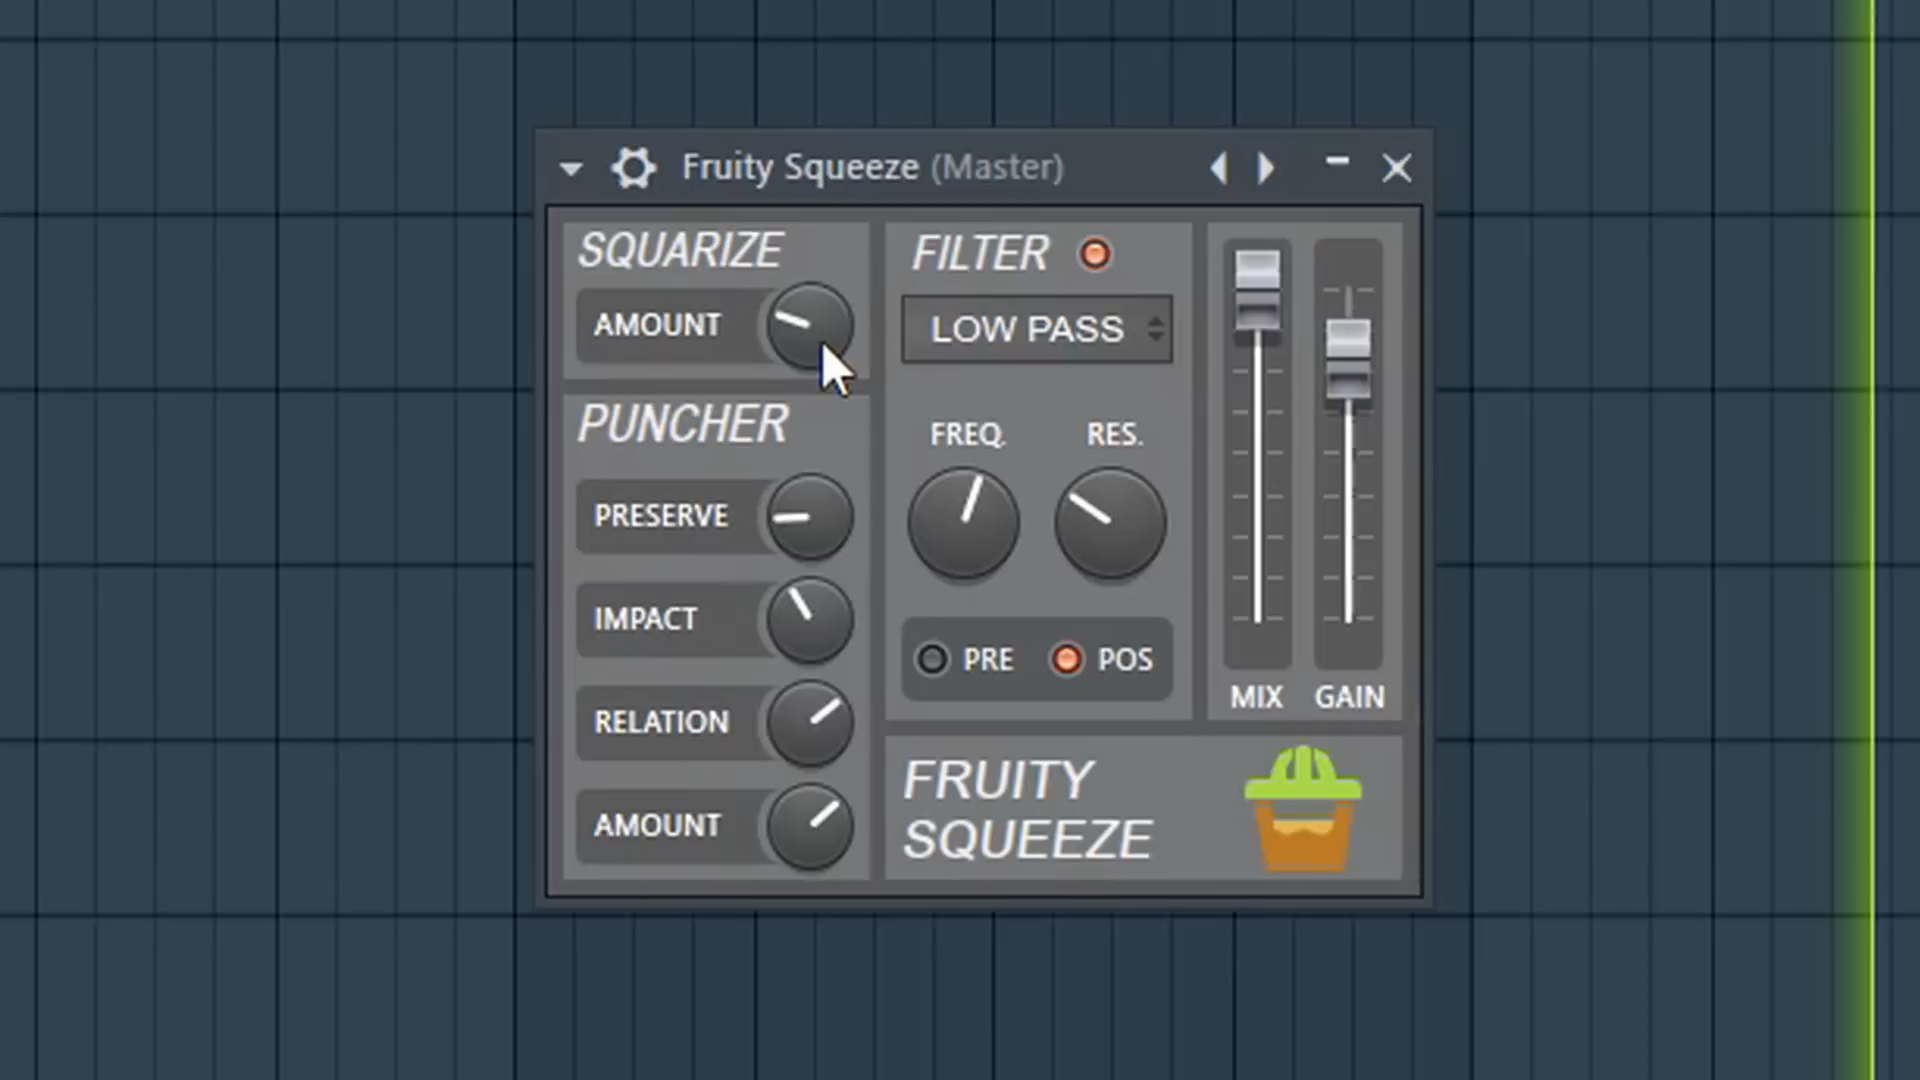 Fruity Squeeze (Master)
SQUARIZE
AMOUNT
PUNCHER
PRESERVE
IMPACT
RELATION
AMOUNT
FILTER
LOW PASS
FREQ. RES.
PRE POS
MIX GAIN
FRUITY
SQUEEZE